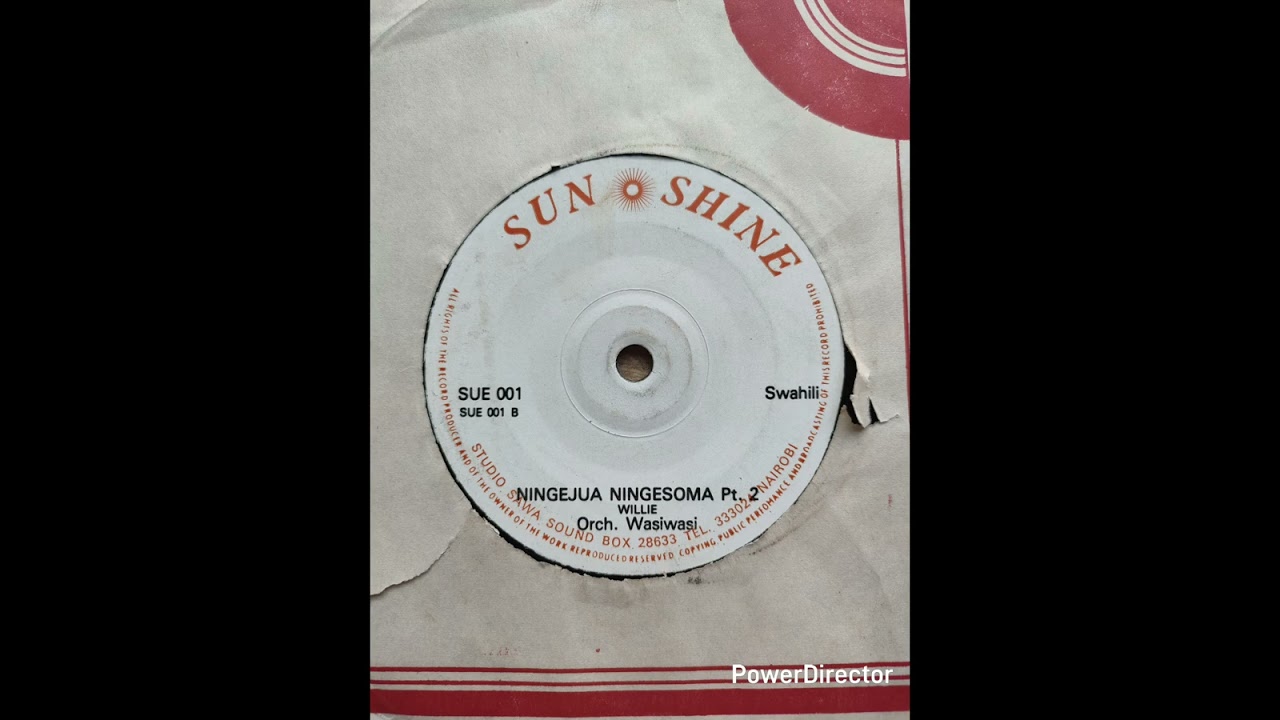 SUN SHINE
SUE 001
SUE 001 B
Swahili
NINGEJUA NINGESOMA Pt. 2
WILLIE
Orch. Wasiwasi
STUDIO SAWA SOUND BOX 28633 TEL. 333024 NAIROBI
ALL RIGHTS OF THE RECORD PRODUCER AND OF THE OWNER OF THE WORK REPRODUCED RESERVED. COPYING, PUBLIC PERFORMANCE AND BROADCASTING OF THIS RECORD PROHIBITED
PowerDirector